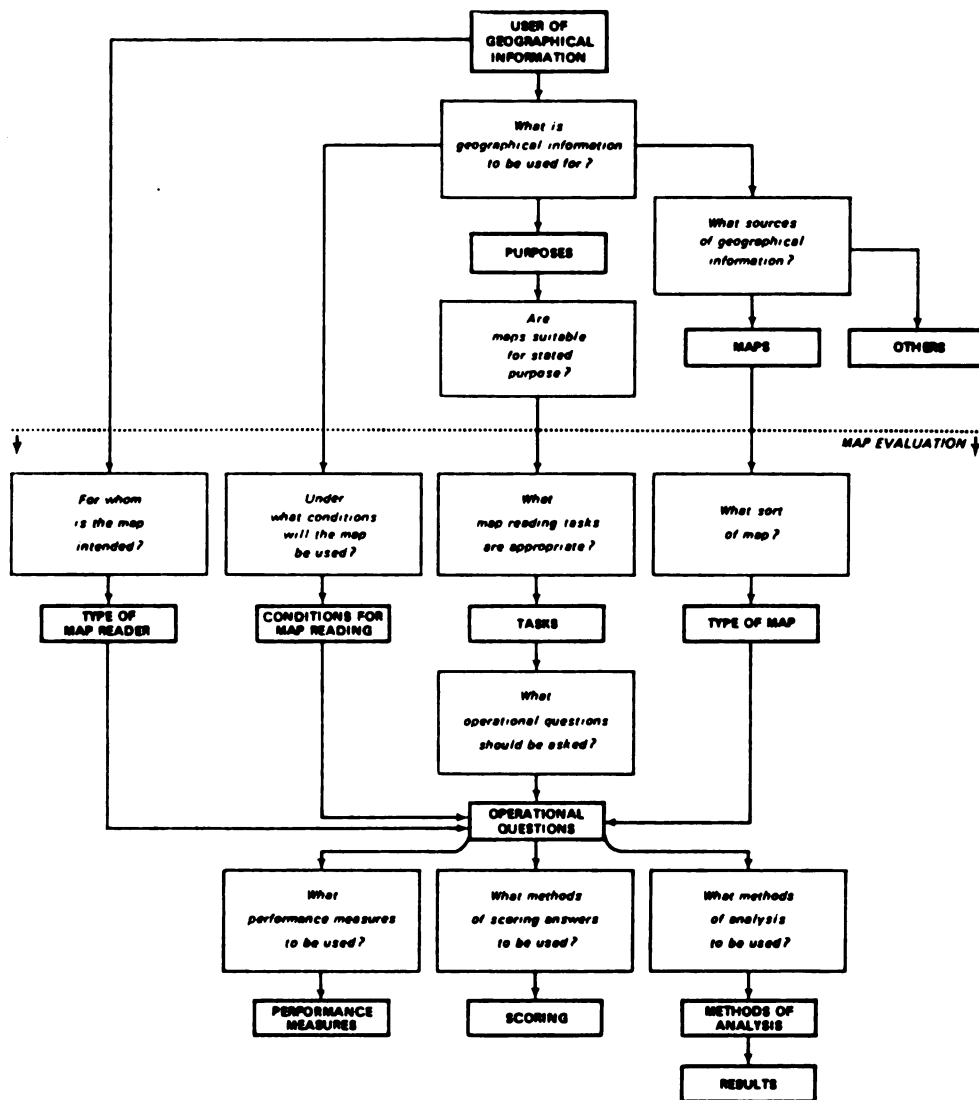 USER OF
GEOGRAPHICAL
INFORMATION
What is
geographical information
to be used for?
What sources
of geographical
information?
PURPOSES
Are
maps suitable
for stated
purpose?
MAPS
OTHERS
MAP EVALUATION
For whom
is the map
intended?
Under
what conditions
will the map
be used?
What
map reading tasks
are appropriate?
What sort
of map?
TYPE OF
MAP READER
CONDITIONS FOR
MAP READING
TASKS
TYPE OF MAP
What
operational questions
should be asked?
OPERATIONAL
QUESTIONS
What
performance measures
to be used?
What methods
of scoring answers
to be used?
What methods
of analysis
to be used?
PERFORMANCE
MEASURES
SCORING
METHODS OF
ANALYSIS
RESULTS